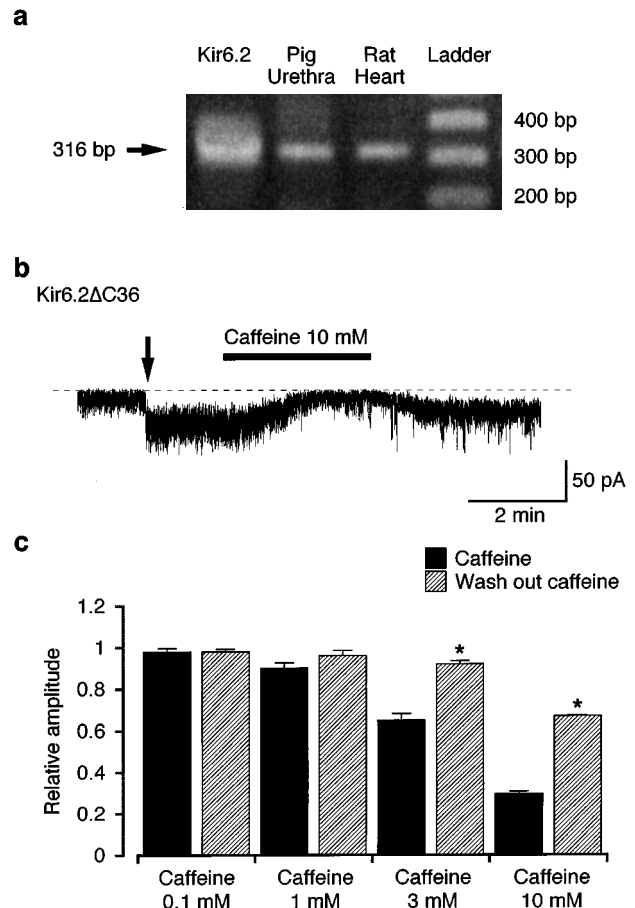 a
Kir6.2
Pig
Urethra
Rat
Heart
Ladder
316 bp
400 bp
300 bp
200 bp
b
Kir6.2ΔC36
Caffeine 10 mM
50 pA
2 min
c
Caffeine
Wash out caffeine
Relative amplitude
1.2
1
0.8
0.6
0.4
0.2
0
*
*
Caffeine
0.1 mM
Caffeine
1 mM
Caffeine
3 mM
Caffeine
10 mM